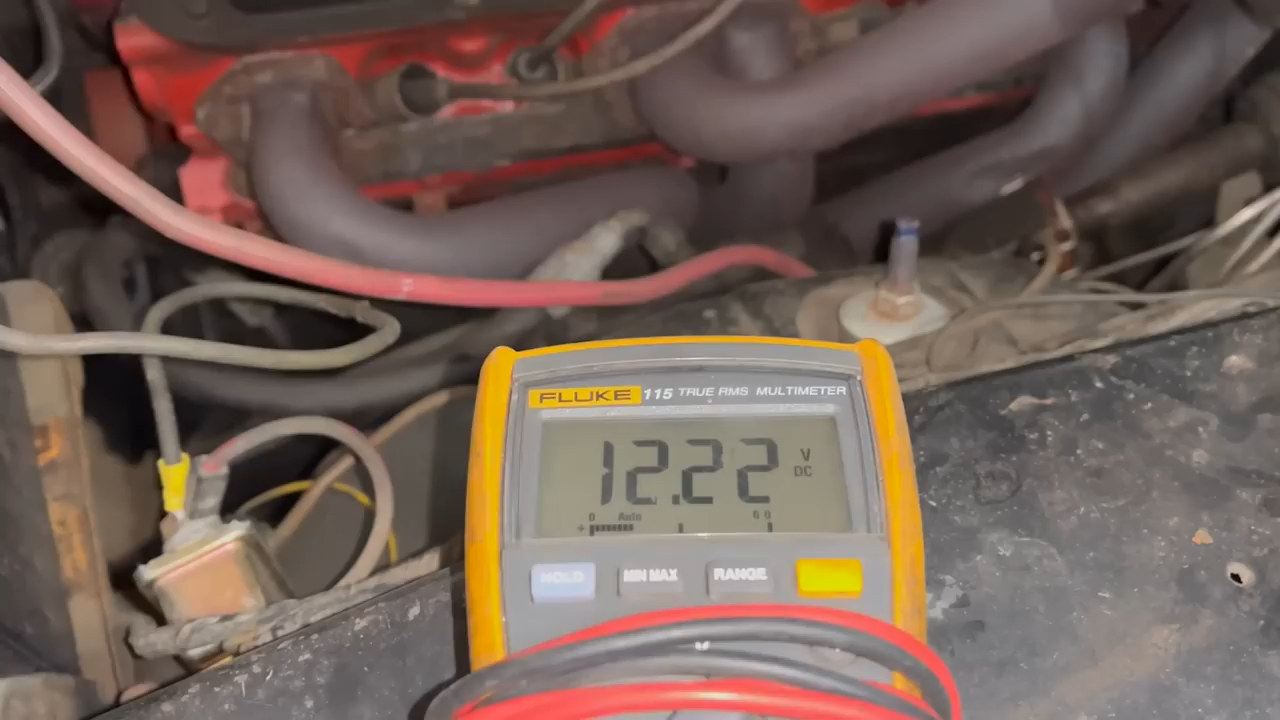 FLUKE 115 TRUE RMS MULTIMETER
12.22 V DC
0 Auto 60
+
HOLD MIN MAX RANGE